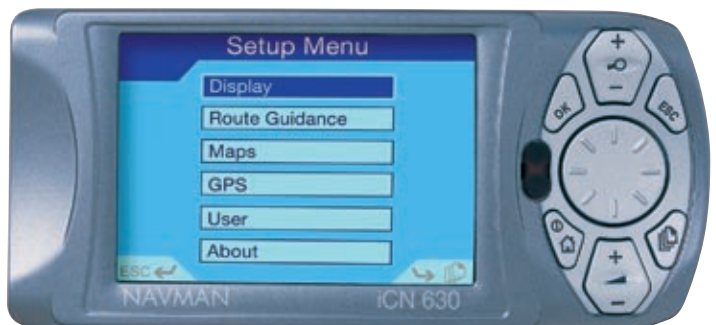 Setup Menu
Display
Route Guidance
Maps
GPS
User
About
ESC
NAVMAN iCN 630
OK
ESC